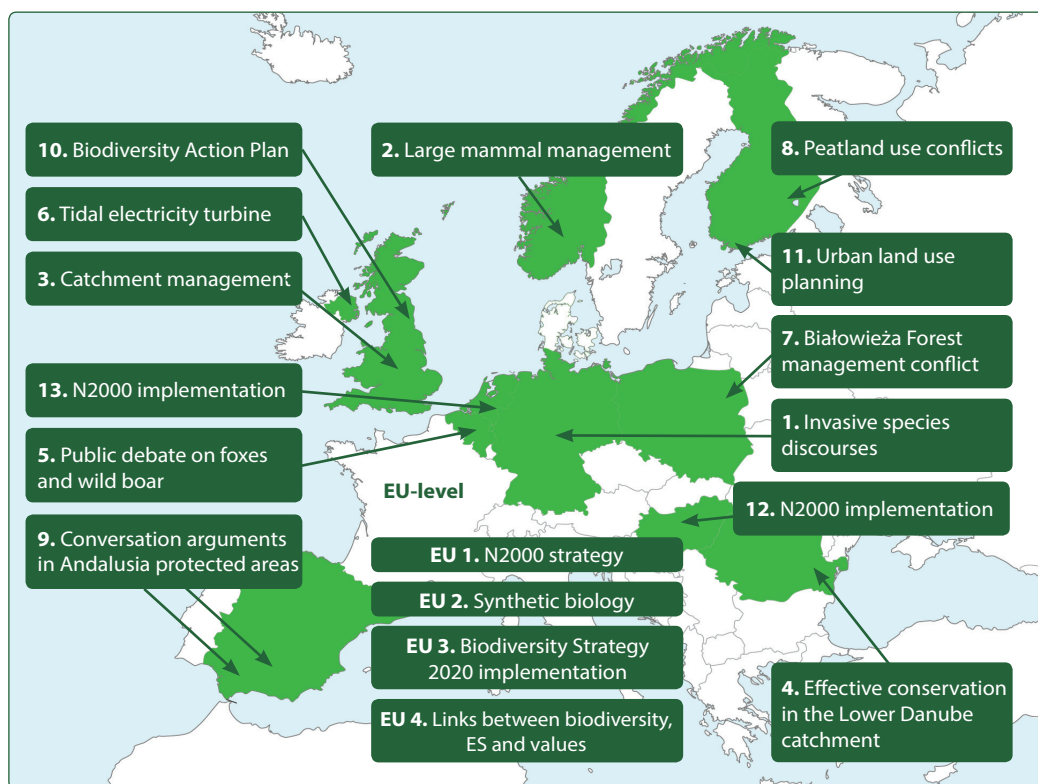 10. Biodiversity Action Plan
6. Tidal electricity turbine
3. Catchment management
13. N2000 implementation
5. Public debate on foxes
and wild boar
9. Conversation arguments
in Andalusia protected areas
2. Large mammal management
8. Peatland use conflicts
11. Urban land use
planning
7. Białowieża Forest
management conflict
1. Invasive species
discourses
12. N2000 implementation
4. Effective conservation
in the Lower Danube
catchment
EU-level
EU 1. N2000 strategy
EU 2. Synthetic biology
EU 3. Biodiversity Strategy
2020 implementation
EU 4. Links between biodiversity,
ES and values